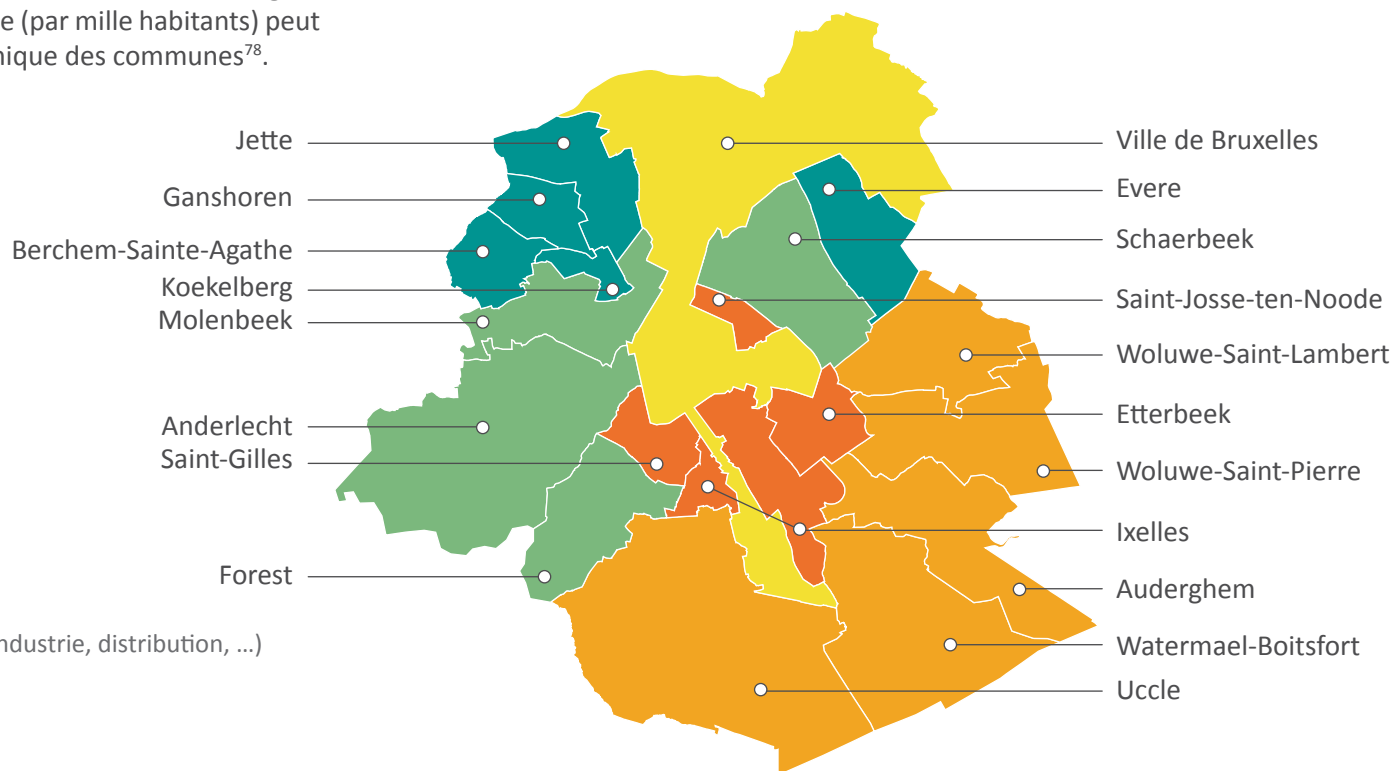 e (par mille habitants) peut
nique des communes⁷⁸.
Jette
Ganshoren
Berchem-Sainte-Agathe
Koekelberg
Molenbeek
Anderlecht
Saint-Gilles
Forest
ndustrie, distribution, ...)
Ville de Bruxelles
Evere
Schaerbeek
Saint-Josse-ten-Noode
Woluwe-Saint-Lambert
Etterbeek
Woluwe-Saint-Pierre
Ixelles
Auderghem
Watermael-Boitsfort
Uccle